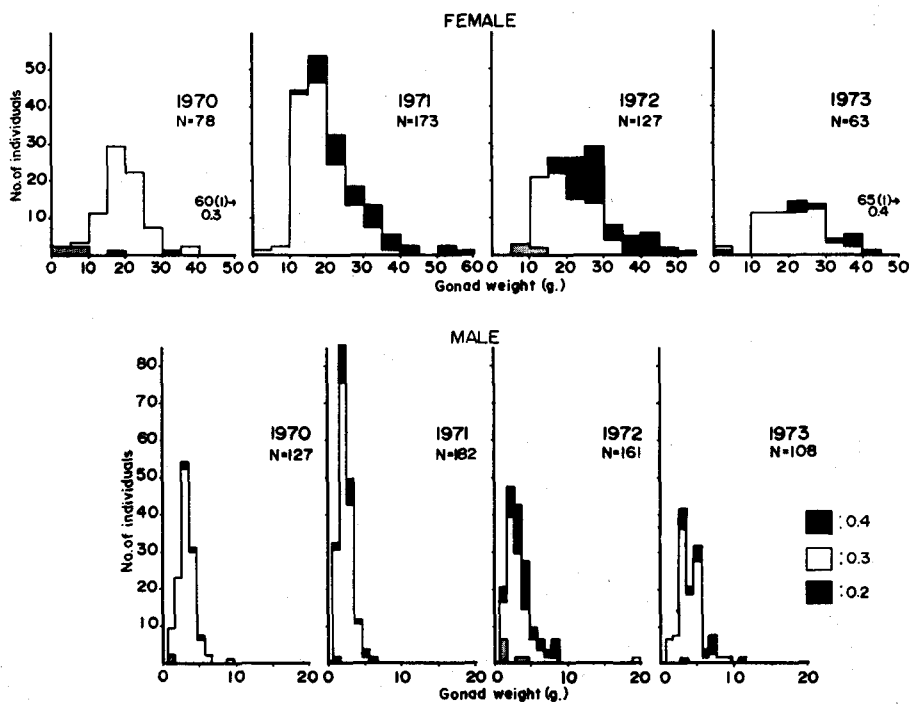 FEMALE
No. of individuals
50
40
30
20
10
1970
N=78
60(1)→
0.3
1971
N=173
1972
N=127
1973
N=63
65(1)→
0.4
0 10 20 30 40 50
0 10 20 30 40 50 60
0 10 20 30 40 50
0 10 20 30 40 50
Gonad weight (g.)
MALE
No. of individuals
80
70
60
50
40
30
20
10
1970
N=127
1971
N=182
1972
N=161
1973
N=108
:0.4
:0.3
:0.2
0 10 20
0 10 20
0 10 20
0 10 20
Gonad weight (g.)